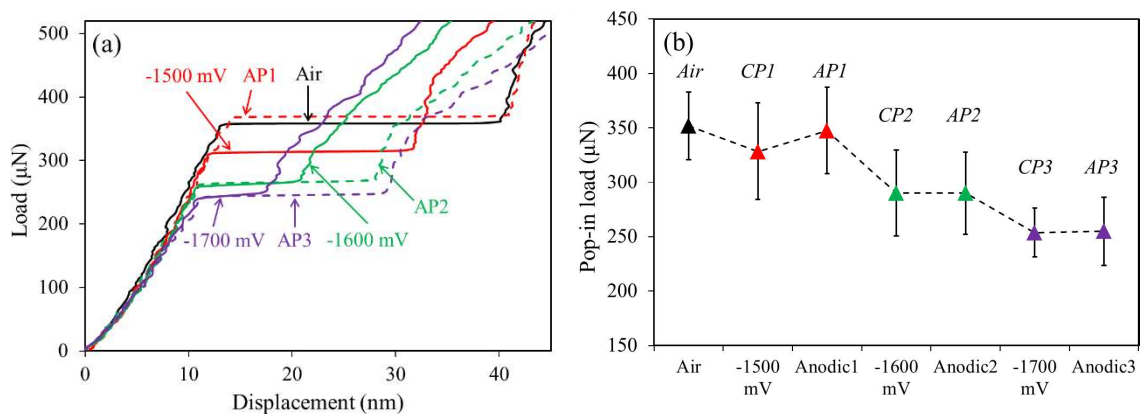 (a)
Load (μN)
500
400
300
200
100
0
0 10 20 30 40
Displacement (nm)
-1500 mV
AP1
Air
-1700 mV
AP3
-1600 mV
AP2
(b)
Pop-in load (μN)
450
400
350
300
250
200
150
Air CP1 AP1 CP2 AP2 CP3 AP3
Air -1500 Anodic1 -1600 Anodic2 -1700 Anodic3
mV mV mV